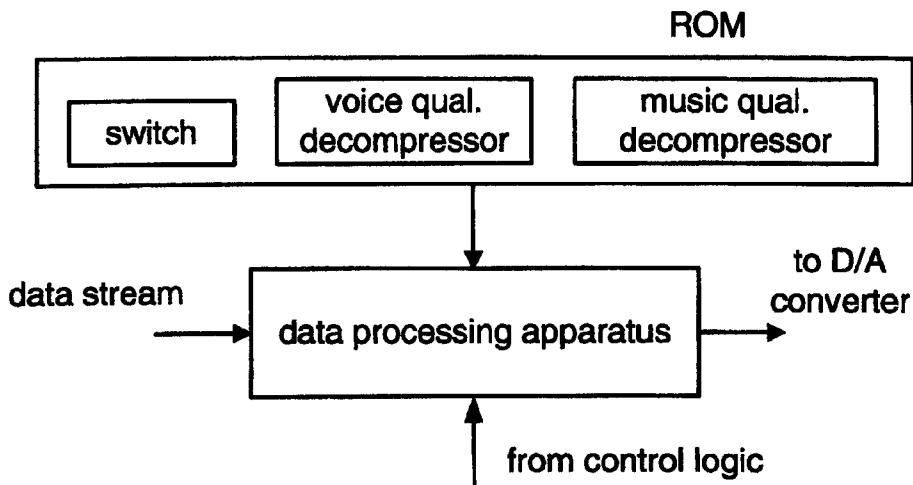 ROM
switch
voice qual.
decompressor
music qual.
decompressor
data stream
data processing apparatus
to D/A
converter
from control logic